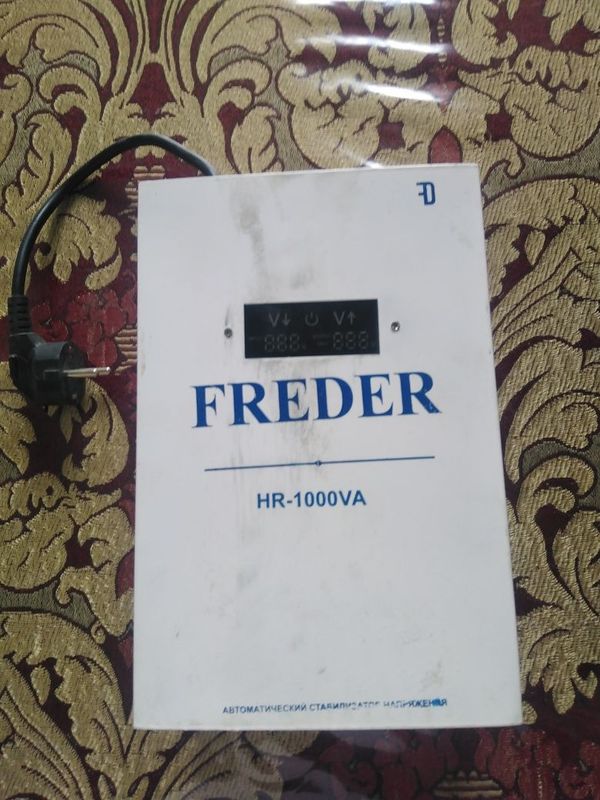 FD
V↓ V↑
888 888
FREDER
HR-1000VA
АВТОМАТИЧЕСКИЙ СТАБИЛИЗАТОР НАПРЯЖЕНИЯ